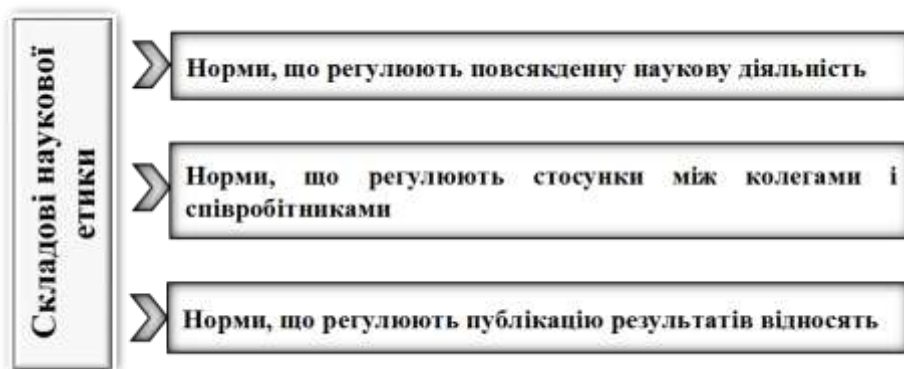 Складові наукової
етики
Норми, що регулюють повсякденну наукову діяльність
Норми, що регулюють стосунки між колегами і
співробітниками
Норми, що регулюють публікацію результатів відносять